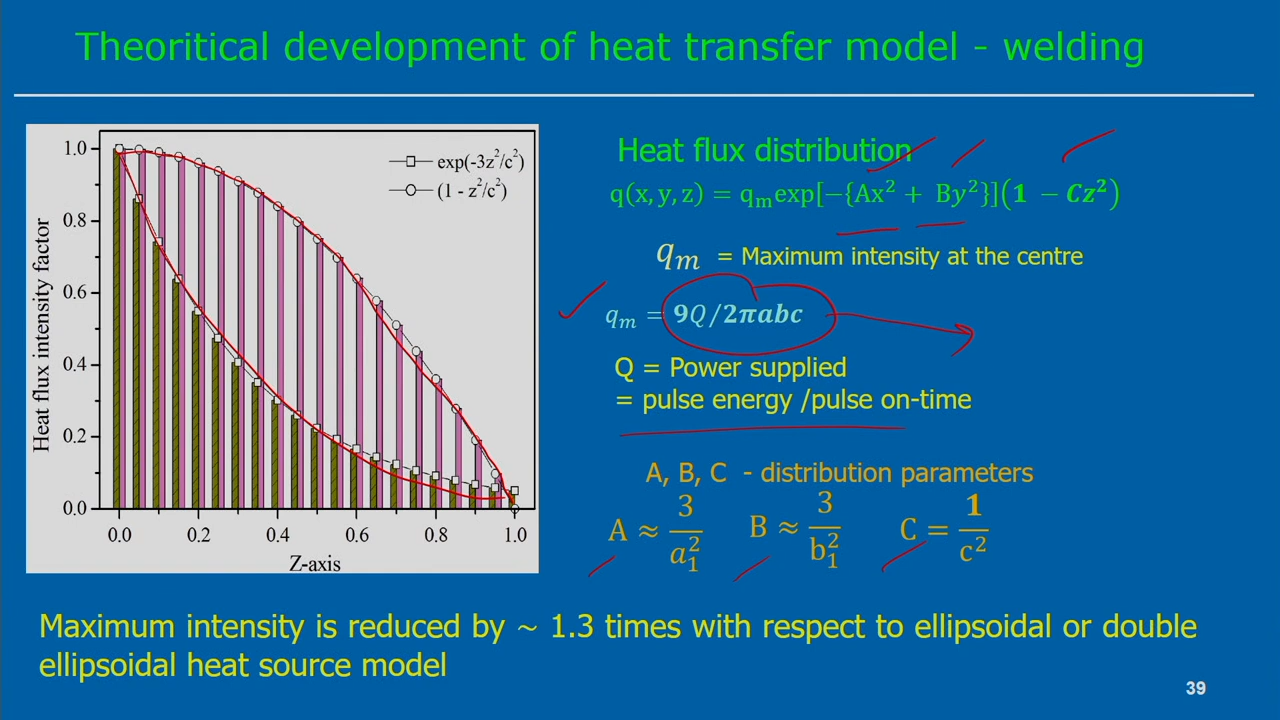 Theoritical development of heat transfer model - welding
1.0
0.8
0.6
0.4
0.2
0.0
Heat flux intensity factor
exp(-3z²/c²)
(1 - z²/c²)
0.0 0.2 0.4 0.6 0.8 1.0
Z-axis
Heat flux distribution
q(x, y, z) = qₘexp[−{Ax² + By²}](1 − Cz²)
qₘ = Maximum intensity at the centre
qₘ = 9Q/2πabc
Q = Power supplied
= pulse energy /pulse on-time
A, B, C - distribution parameters
A ≈ 3/a₁² B ≈ 3/b₁² C = 1/c²
Maximum intensity is reduced by ~ 1.3 times with respect to ellipsoidal or double
ellipsoidal heat source model
39